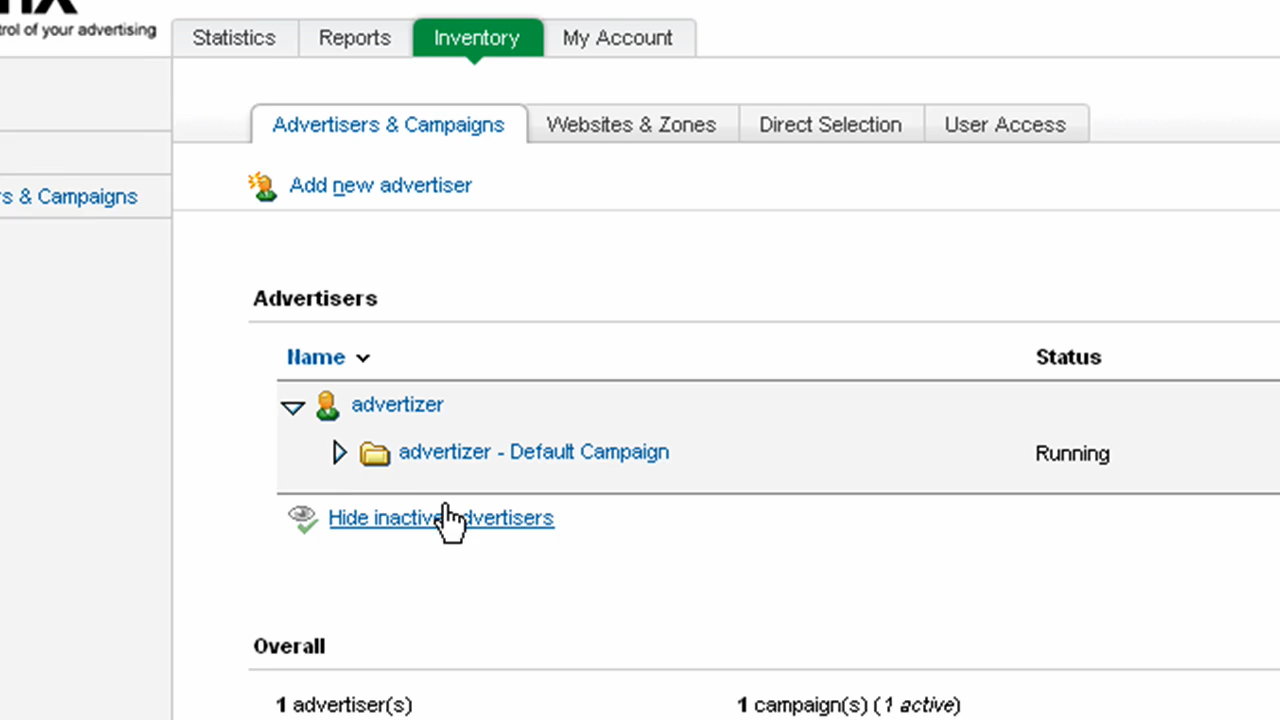 trol of your advertising
Statistics Reports Inventory My Account
Advertisers & Campaigns Websites & Zones Direct Selection User Access
Add new advertiser
s & Campaigns
Advertisers
Name Status
advertizer
advertizer - Default Campaign Running
Hide inactive advertisers
Overall
1 advertiser(s) 1 campaign(s) (1 active)